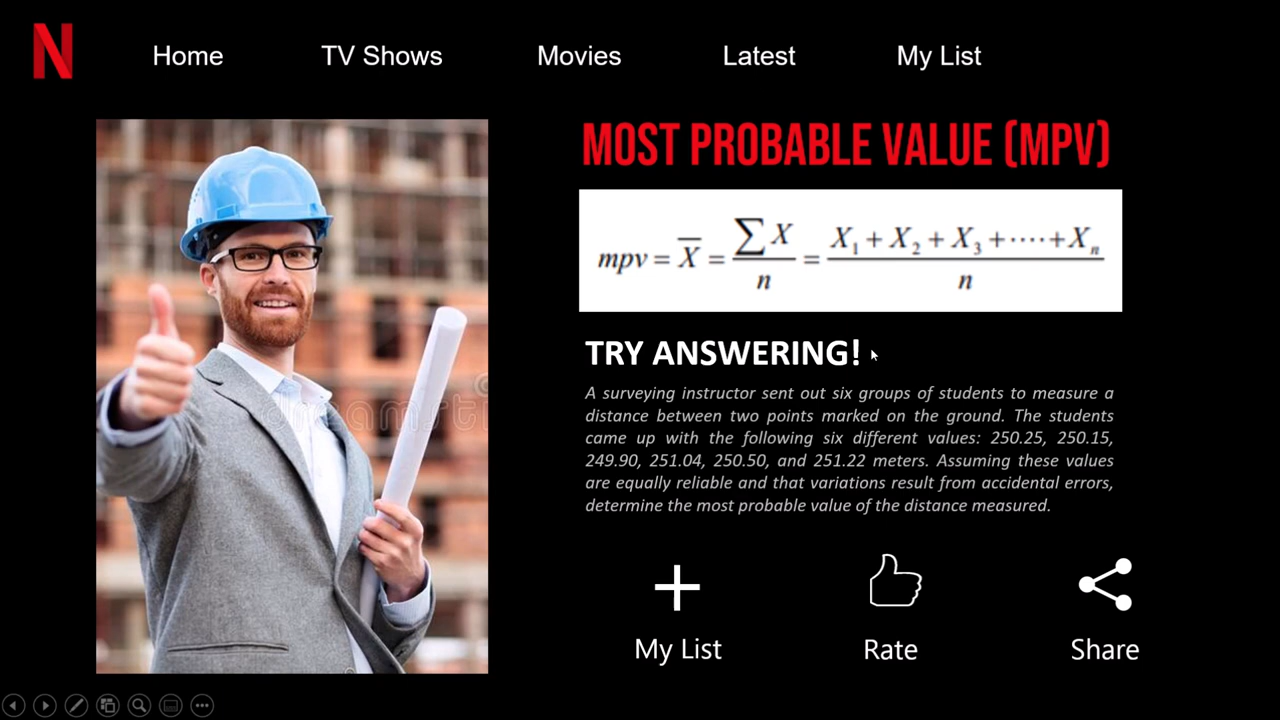 N
Home TV Shows Movies Latest My List
MOST PROBABLE VALUE (MPV)
mpv = X̅ = ∑X / n = X₁ + X₂ + X₃ + ····· + Xₙ / n
TRY ANSWERING!
A surveying instructor sent out six groups of students to measure a
distance between two points marked on the ground. The students
came up with the following six different values: 250.25, 250.15,
249.90, 251.04, 250.50, and 251.22 meters. Assuming these values
are equally reliable and that variations result from accidental errors,
determine the most probable value of the distance measured.
My List Rate Share